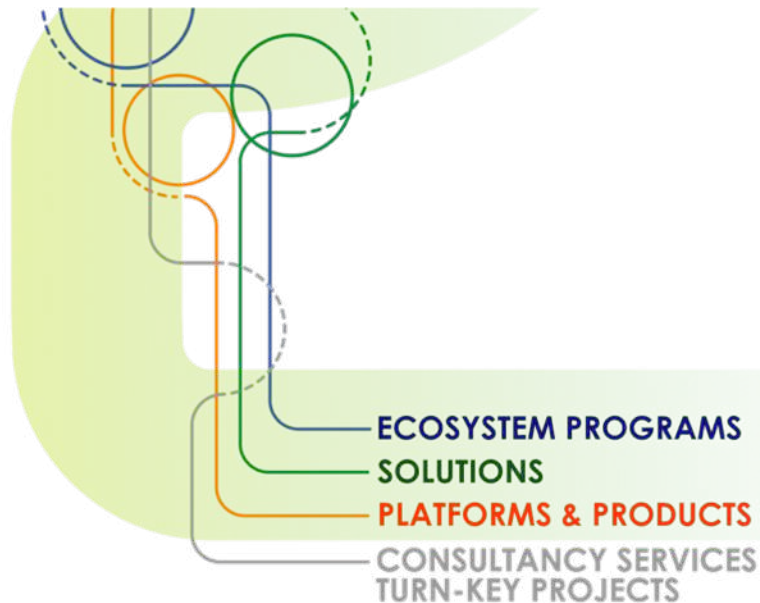 ECOSYSTEM PROGRAMS
SOLUTIONS
PLATFORMS & PRODUCTS
CONSULTANCY SERVICES
TURN-KEY PROJECTS